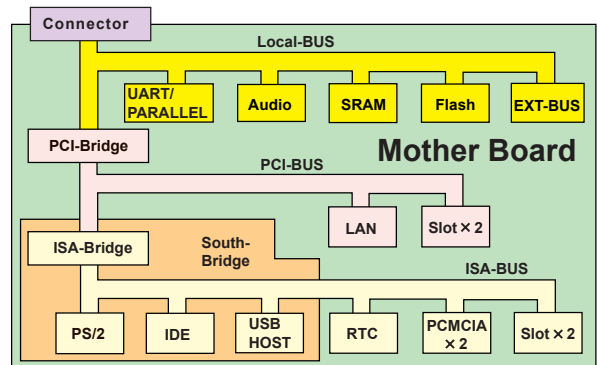 Connector
Local-BUS
UART/
PARALLEL
Audio
SRAM
Flash
EXT-BUS
PCI-Bridge
Mother Board
PCI-BUS
LAN
Slot×2
ISA-Bridge
South-
Bridge
ISA-BUS
PS/2
IDE
USB
HOST
RTC
PCMCIA
×2
Slot×2